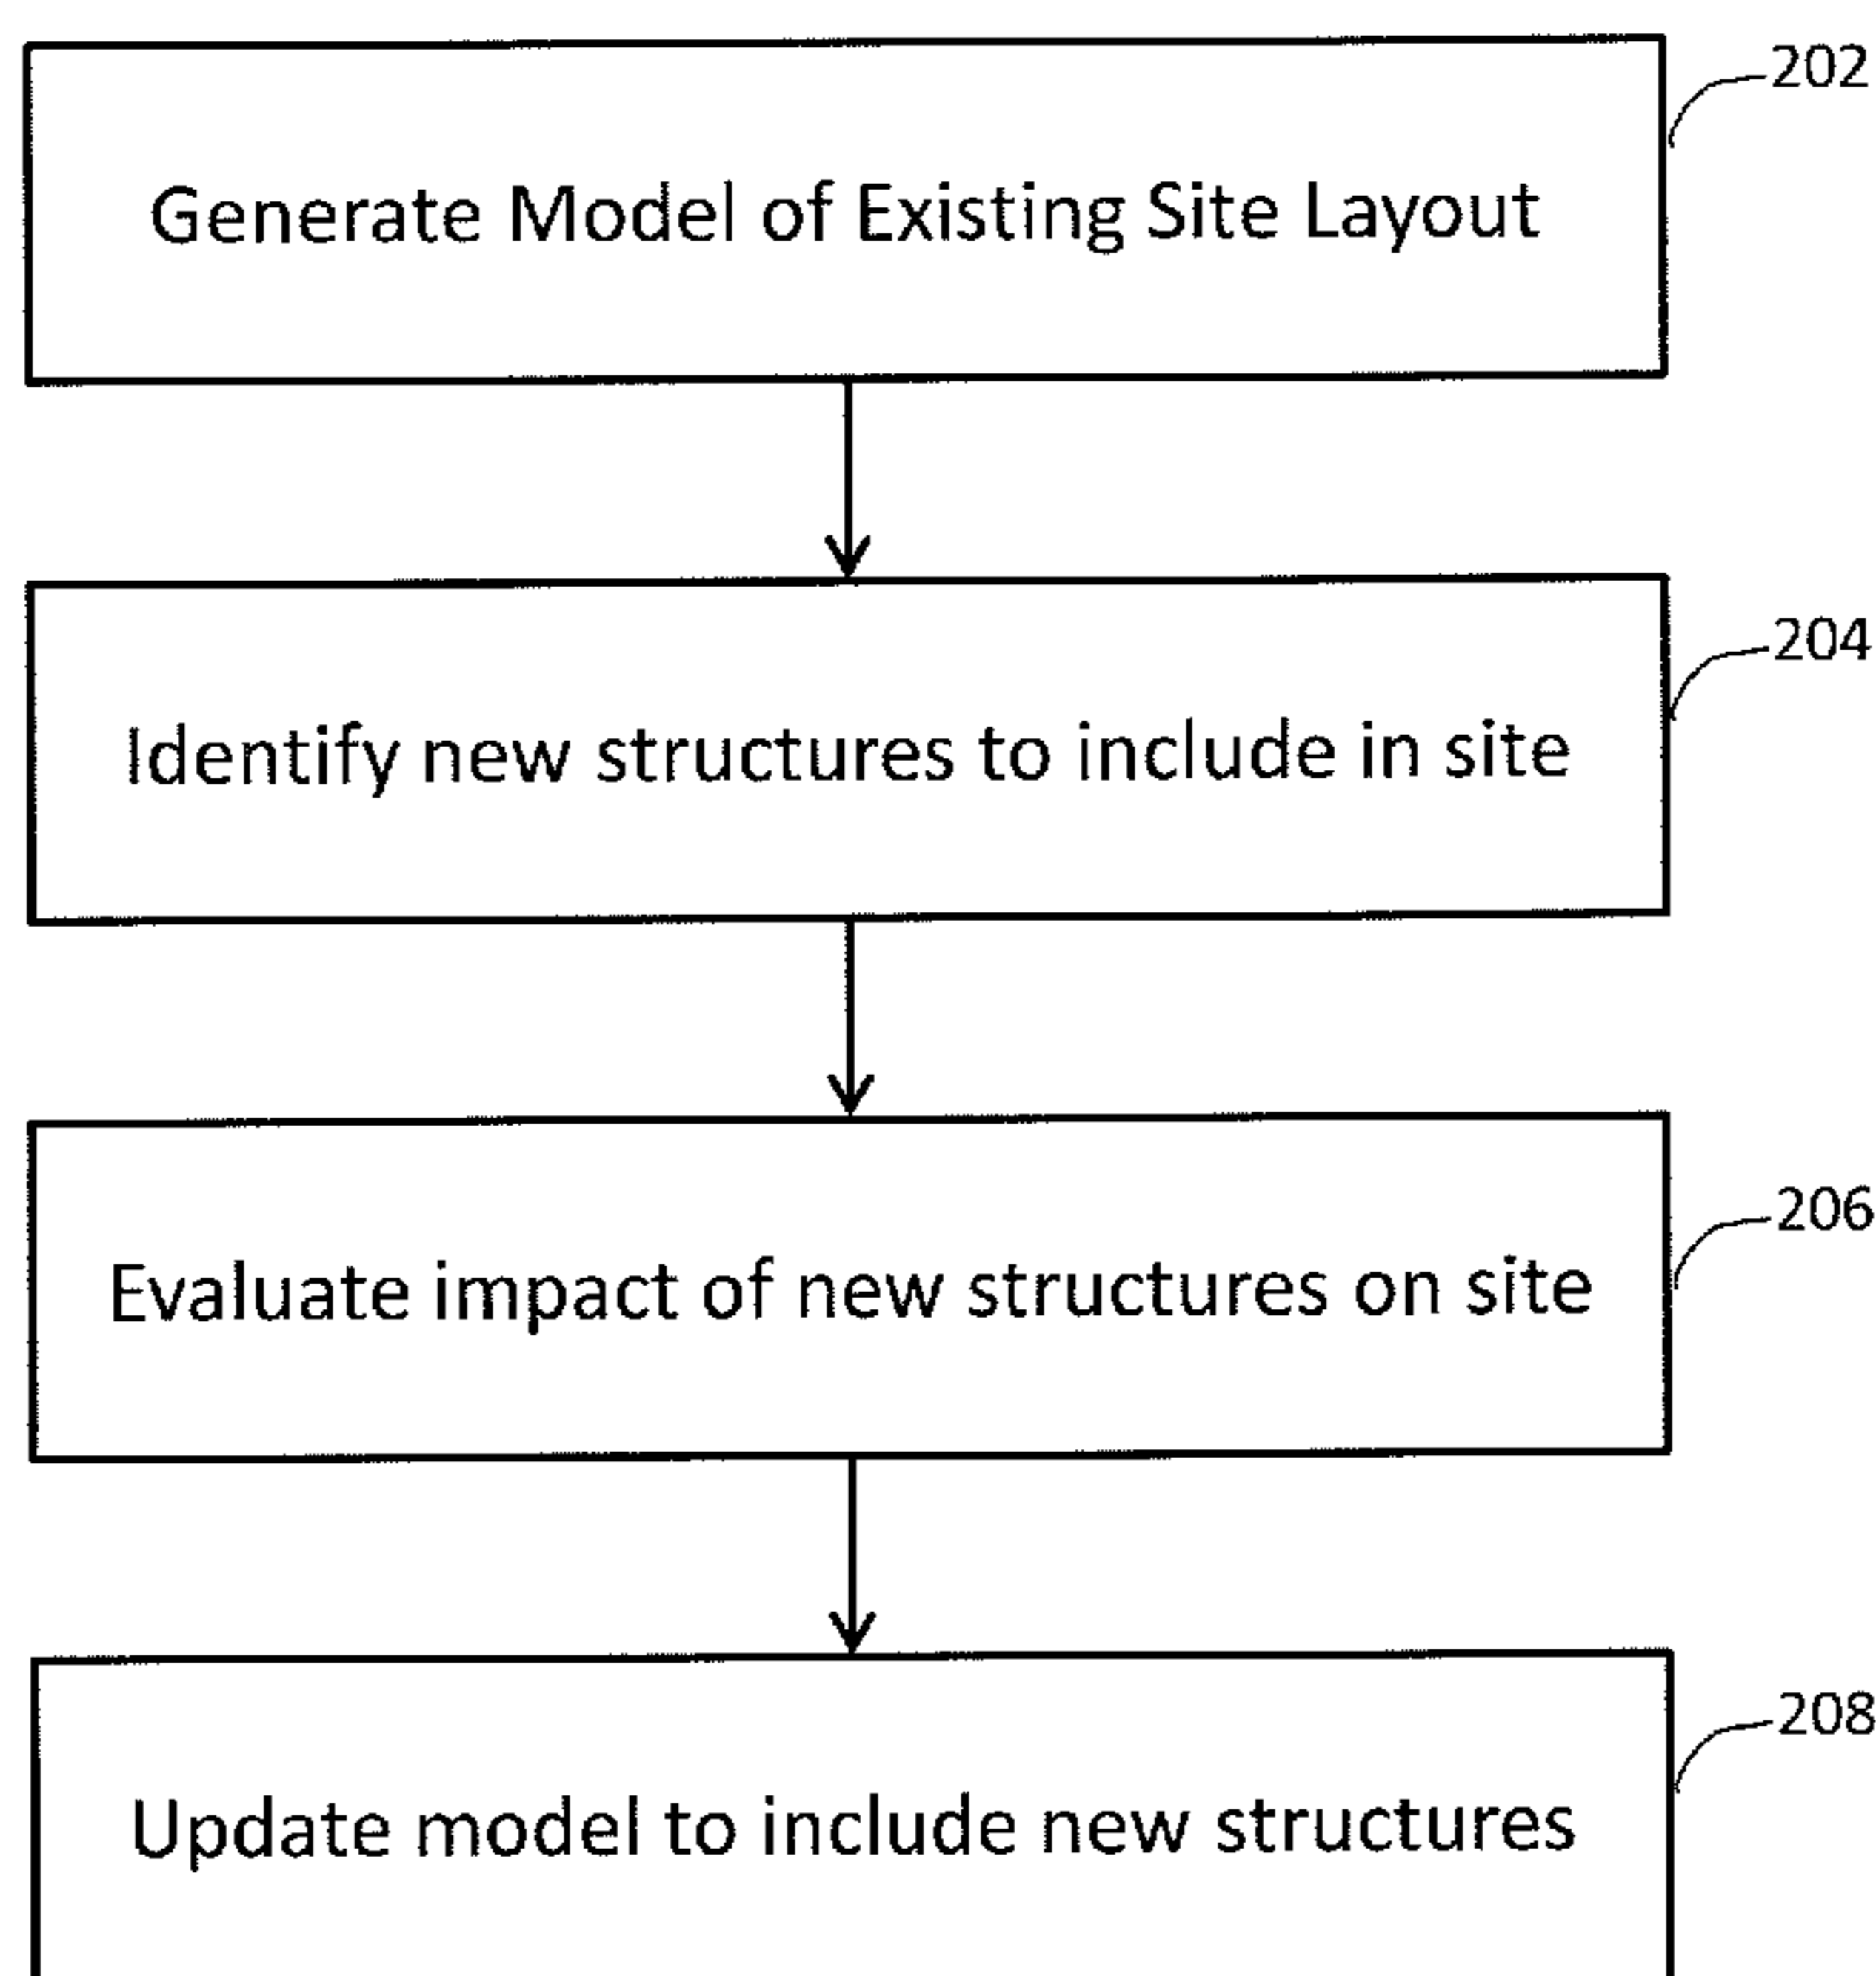 202
Generate Model of Existing Site Layout
204
Identify new structures to include in site
206
Evaluate impact of new structures on site
208
Update model to include new structures